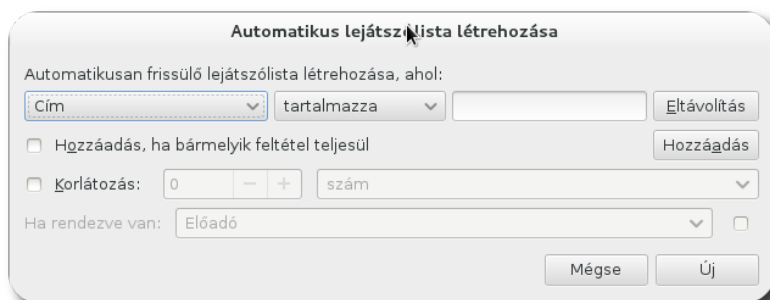 Automatikus lejátszólista létrehozása
Automatikusan frissülő lejátszólista létrehozása, ahol:
Cím tartalmazza Eltávolítás
Hozzáadás, ha bármelyik feltétel teljesül Hozzáadás
Korlátozás: 0 szám
Ha rendezve van: Előadó
Mégse Új